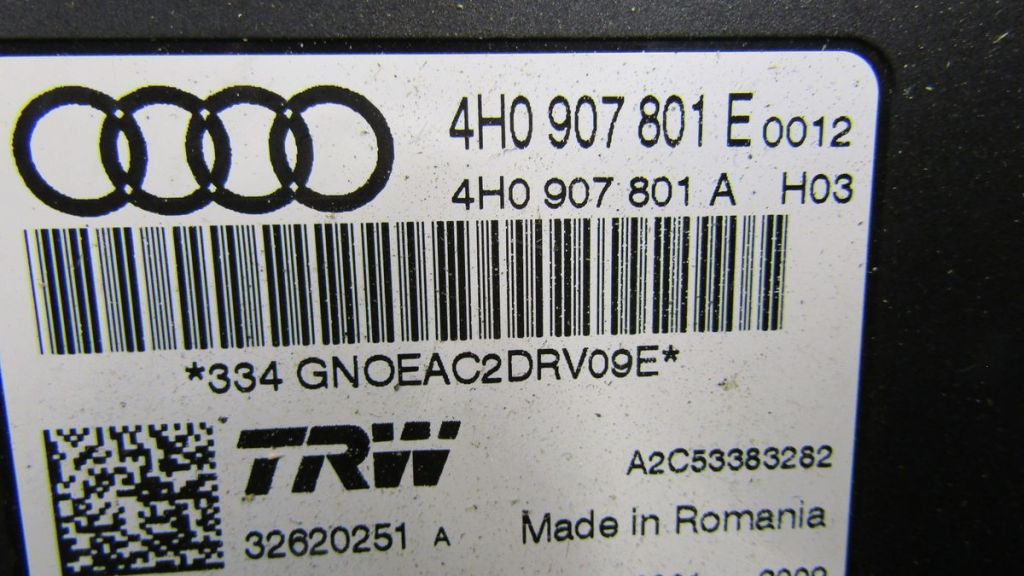 4H0 907 801 E 0012
4H0 907 801 A H03
*334 GNOEAC2DRV09E*
TRW
A2C53383282
32620251 A
Made in Romania